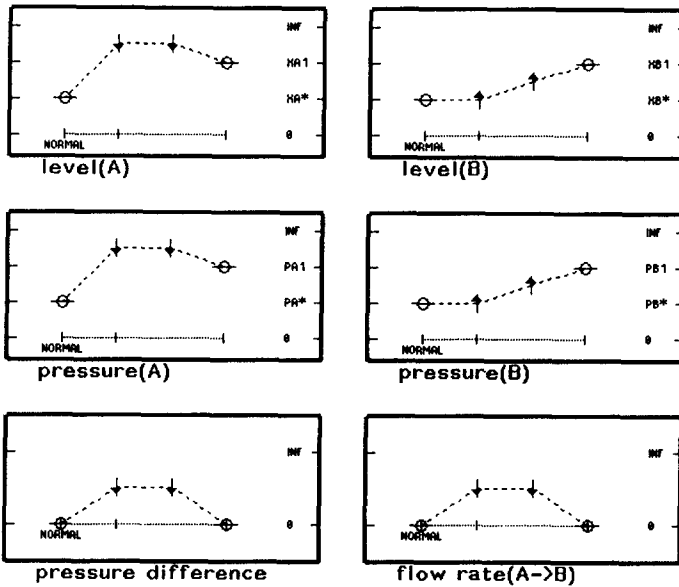 INF
XA1
XA*
0
NORMAL
level(A)
INF
XB1
XB*
0
NORMAL
level(B)
INF
PA1
PA*
0
NORMAL
pressure(A)
INF
PB1
PB*
0
NORMAL
pressure(B)
INF
0
NORMAL
pressure difference
INF
0
NORMAL
flow rate(A->B)